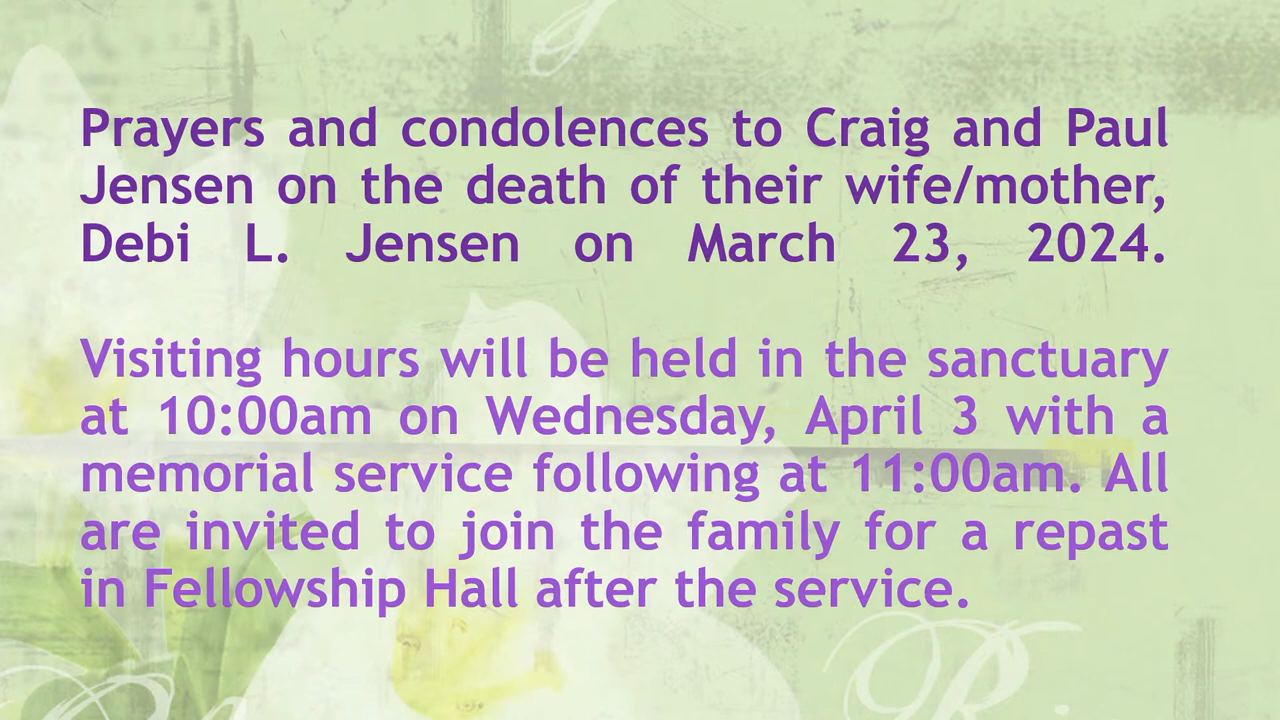 Prayers and condolences to Craig and Paul
Jensen on the death of their wife/mother,
Debi L. Jensen on March 23, 2024.
Visiting hours will be held in the sanctuary
at 10:00am on Wednesday, April 3 with a
memorial service following at 11:00am. All
are invited to join the family for a repast
in Fellowship Hall after the service.